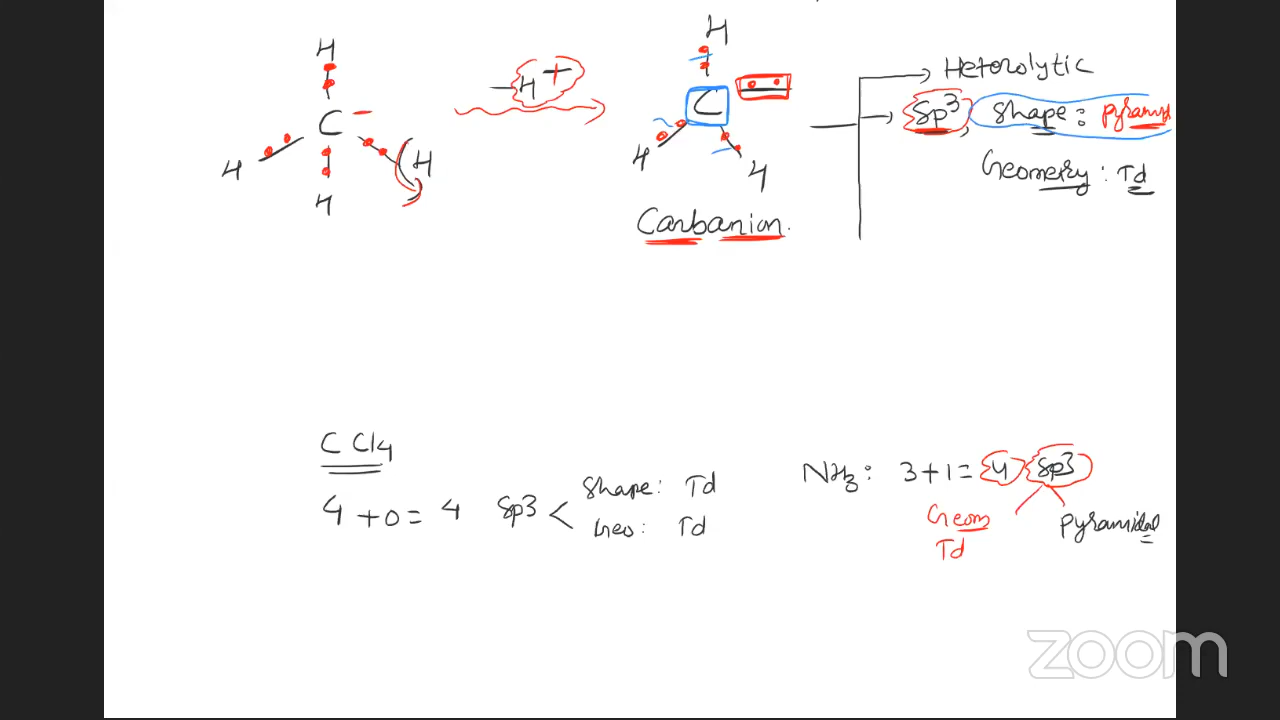 H
C
H H
H
-H+
H
C
H H
Carbanion.
Heterolytic
Sp3, Shape: pyramid
Geometry: Td
C Cl4
4 + 0 = 4 Sp3
Shape: Td
Geo: Td
NH3: 3 + 1 = 4 Sp3
Geom
Td
pyramidal
zoom